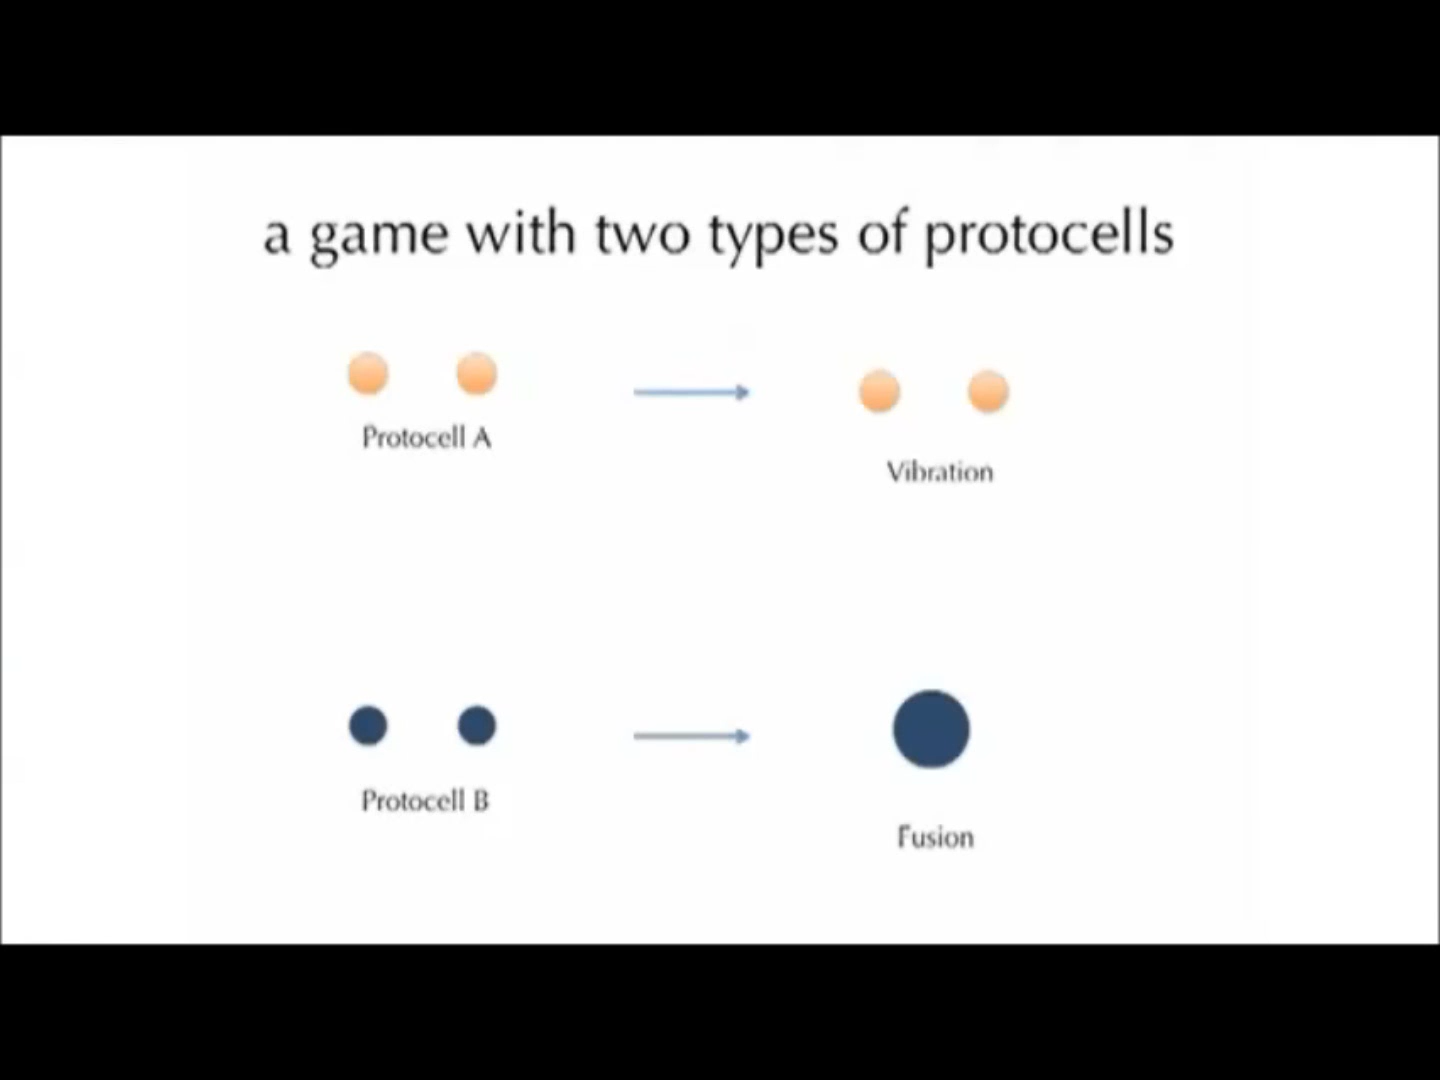 a game with two types of protocells
Protocell A
Vibration
Protocell B
Fusion